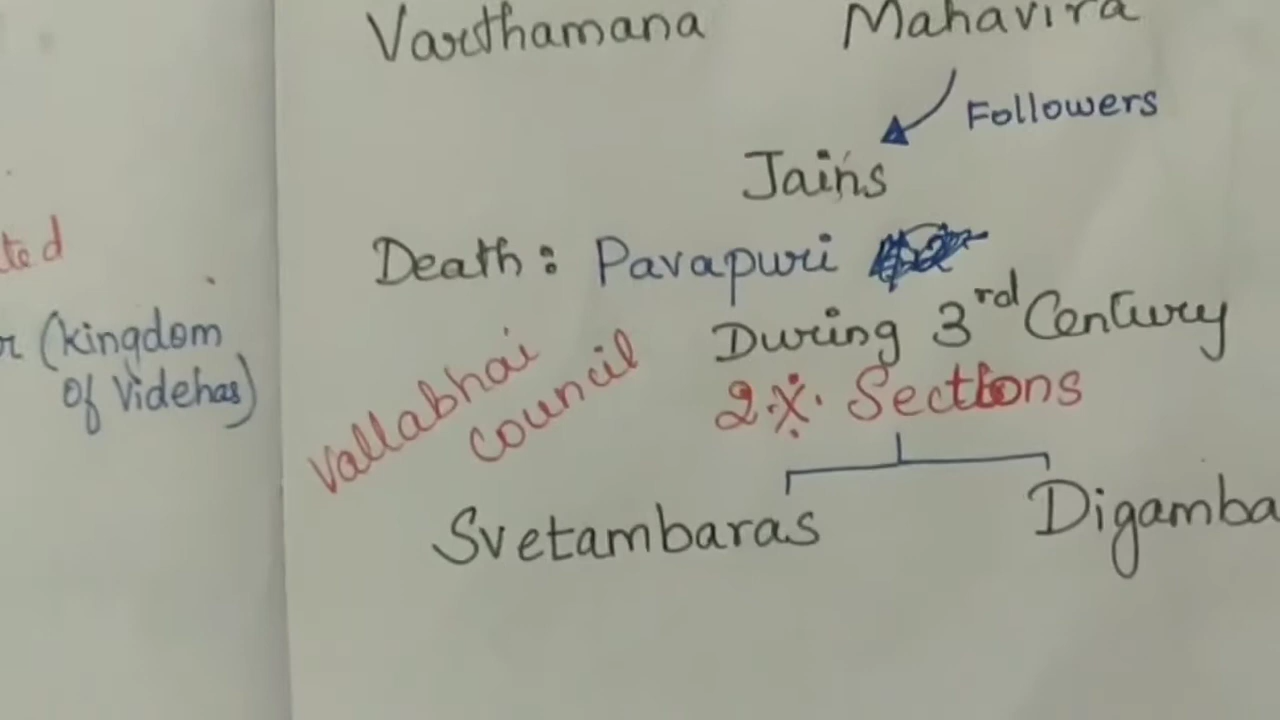 Varthamana Mahavira
Followers
Jains
Death: Pavapuri
During 3rd Century
Vallabhai council
2 Sections
Svetambaras Digamba
ted
r (kingdom
of Videhas)